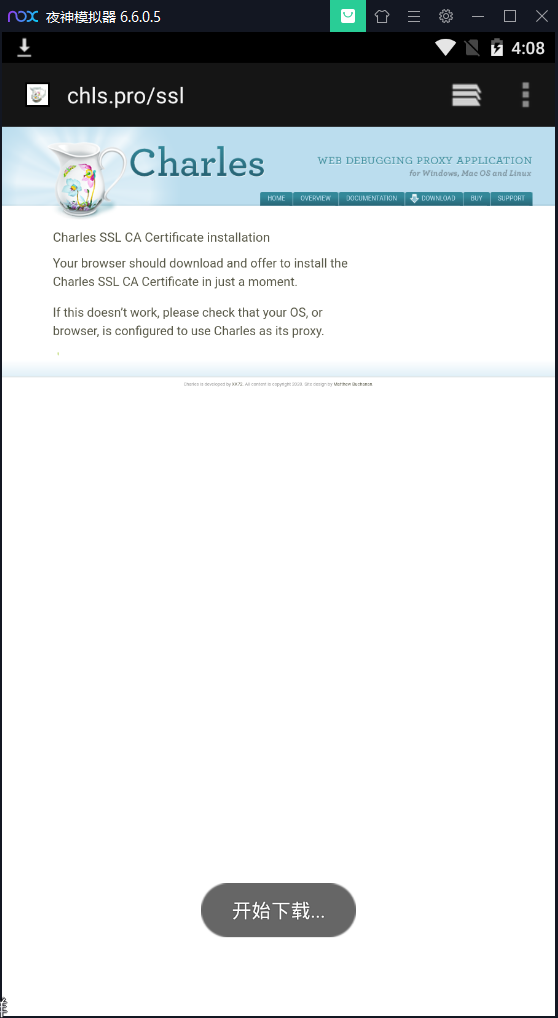 nox 夜神模拟器 6.6.0.5
4:08
chls.pro/ssl
Charles
WEB DEBUGGING PROXY APPLICATION
for Windows, Mac OS and Linux
HOME OVERVIEW DOCUMENTATION DOWNLOAD BUY SUPPORT
Charles SSL CA Certificate installation
Your browser should download and offer to install the
Charles SSL CA Certificate in just a moment.
If this doesn't work, please check that your OS, or
browser, is configured to use Charles as its proxy.
开始下载...